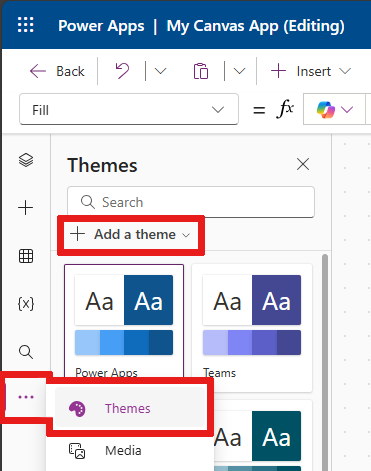 Power Apps | My Canvas App (Editing)
Back Insert
Fill = fx
Themes
Search
Add a theme
{x}
Aa Aa Aa Aa
Power Apps Teams
Themes
Aa
Media